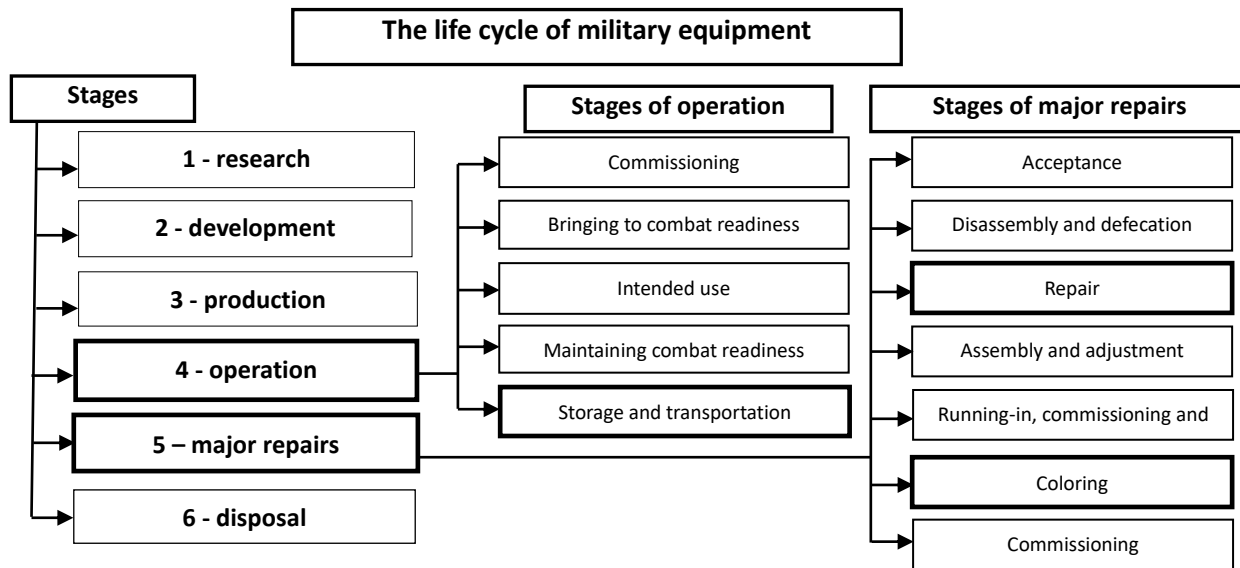 The life cycle of military equipment
Stages
1 - research
2 - development
3 - production
4 - operation
5 – major repairs
6 - disposal
Stages of operation
Commissioning
Bringing to combat readiness
Intended use
Maintaining combat readiness
Storage and transportation
Stages of major repairs
Acceptance
Disassembly and defecation
Repair
Assembly and adjustment
Running-in, commissioning and
Coloring
Commissioning